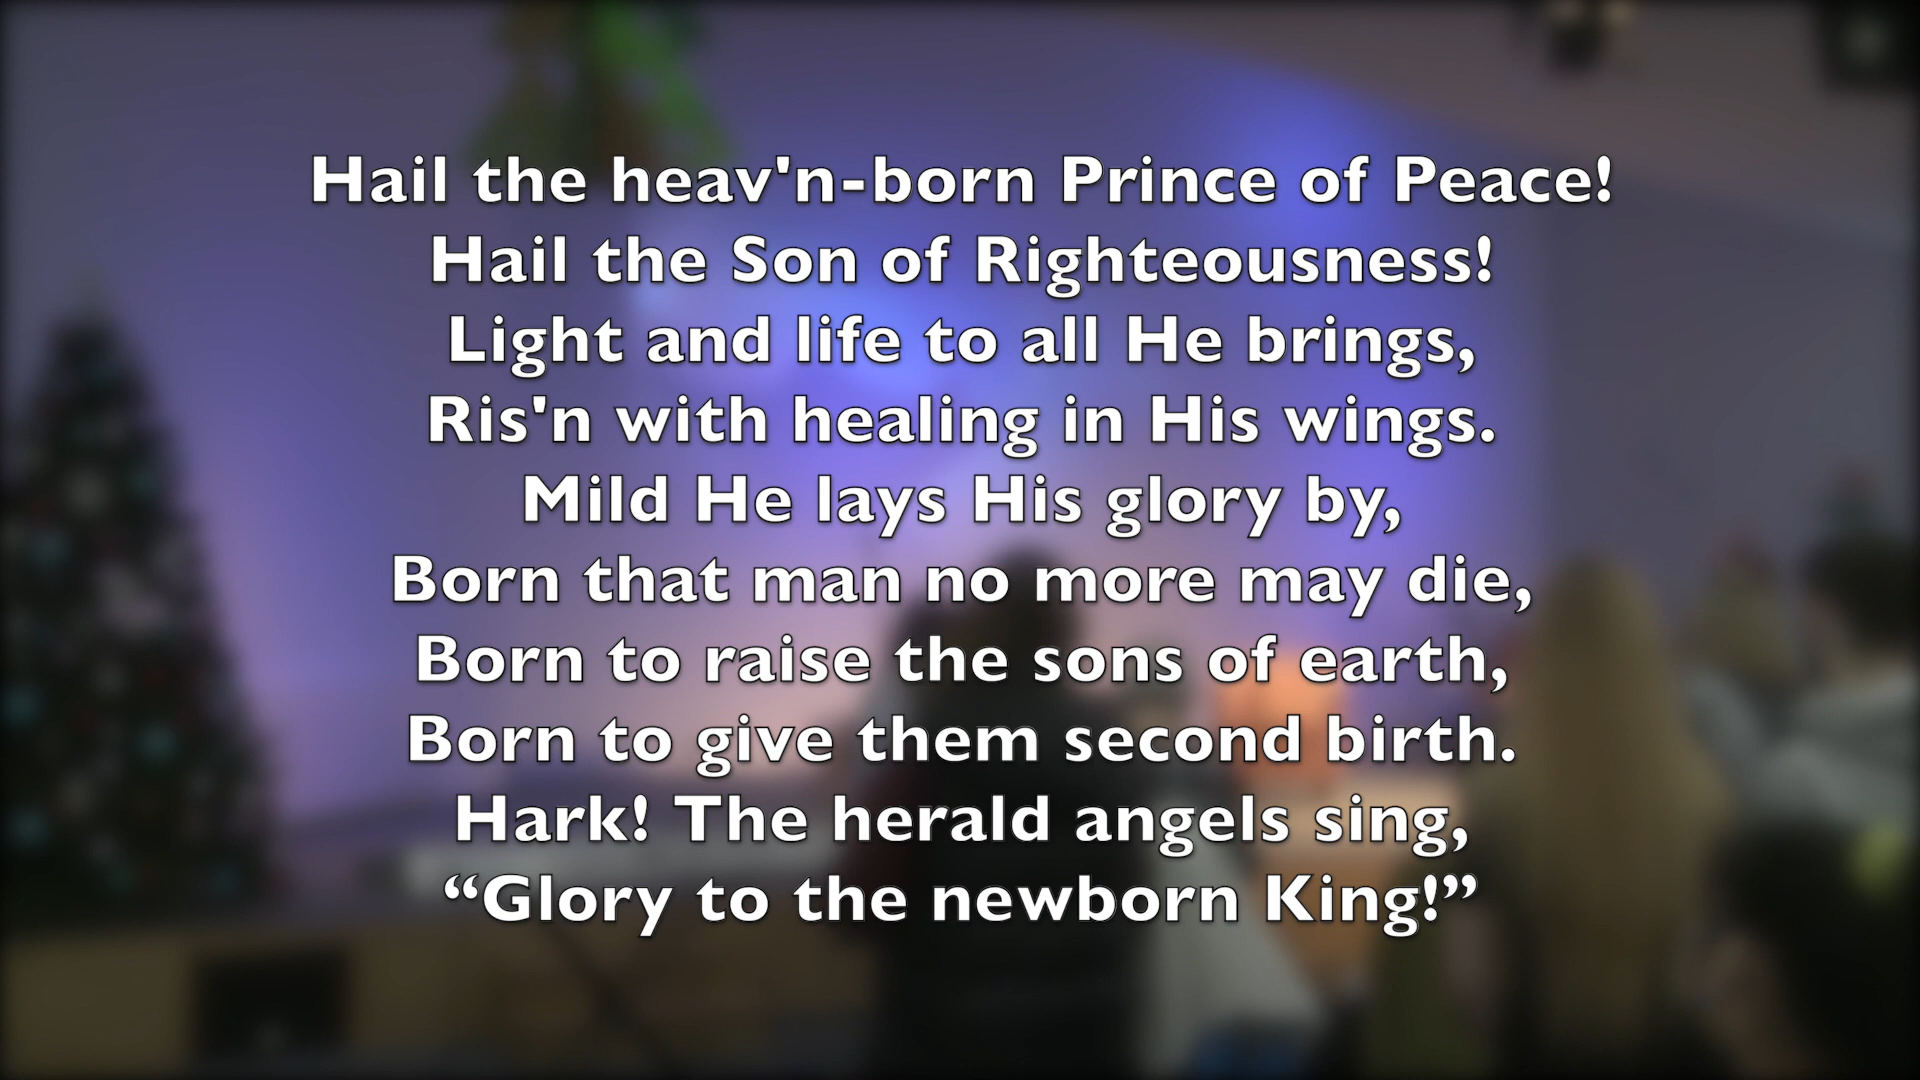 Hail the heav'n-born Prince of Peace!
Hail the Son of Righteousness!
Light and life to all He brings,
Ris'n with healing in His wings.
Mild He lays His glory by,
Born that man no more may die,
Born to raise the sons of earth,
Born to give them second birth.
Hark! The herald angels sing,
“Glory to the newborn King!”